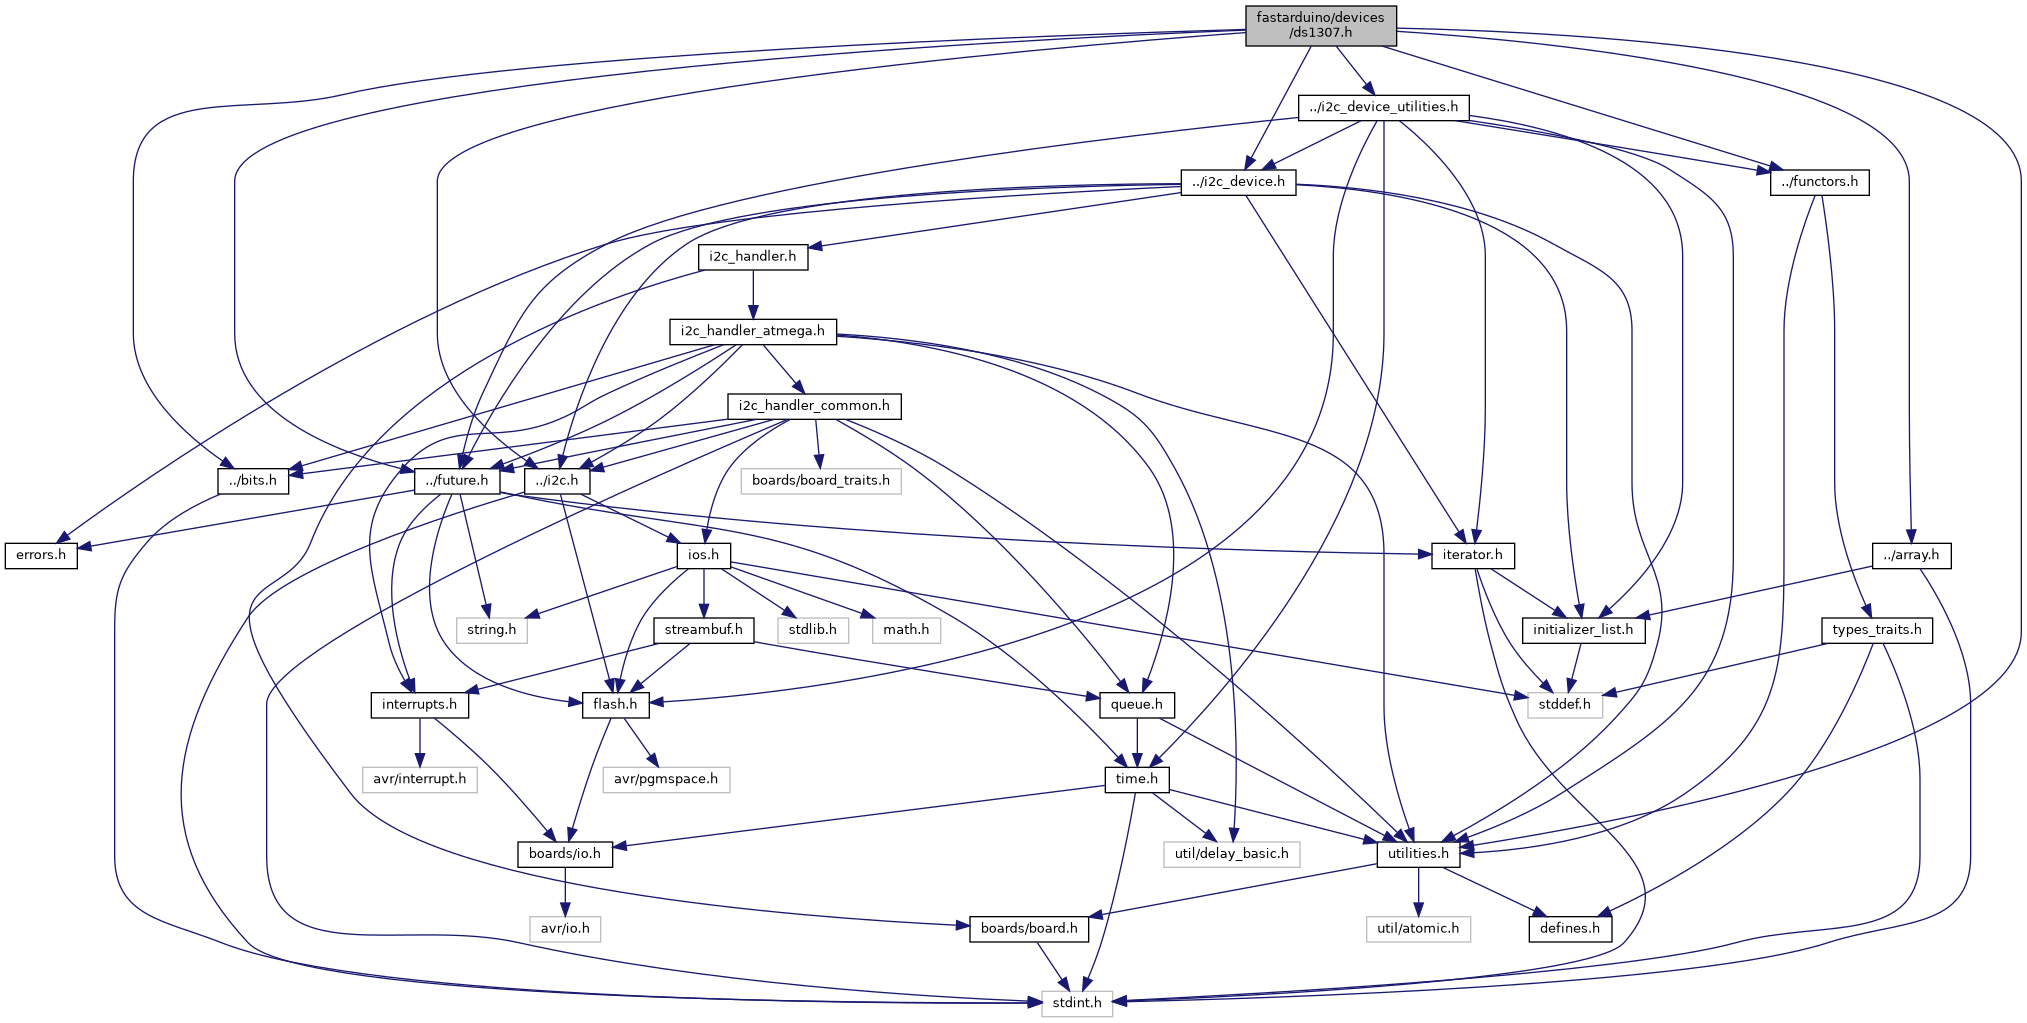 fastarduino/devices
/ds1307.h
../i2c_device_utilities.h
../i2c_device.h
../functors.h
i2c_handler.h
i2c_handler_atmega.h
i2c_handler_common.h
../bits.h
../future.h
../i2c.h
boards/board_traits.h
errors.h
ios.h
iterator.h
../array.h
string.h
streambuf.h
stdlib.h
math.h
initializer_list.h
types_traits.h
interrupts.h
flash.h
queue.h
stddef.h
avr/interrupt.h
avr/pgmspace.h
time.h
boards/io.h
util/delay_basic.h
utilities.h
avr/io.h
boards/board.h
util/atomic.h
defines.h
stdint.h